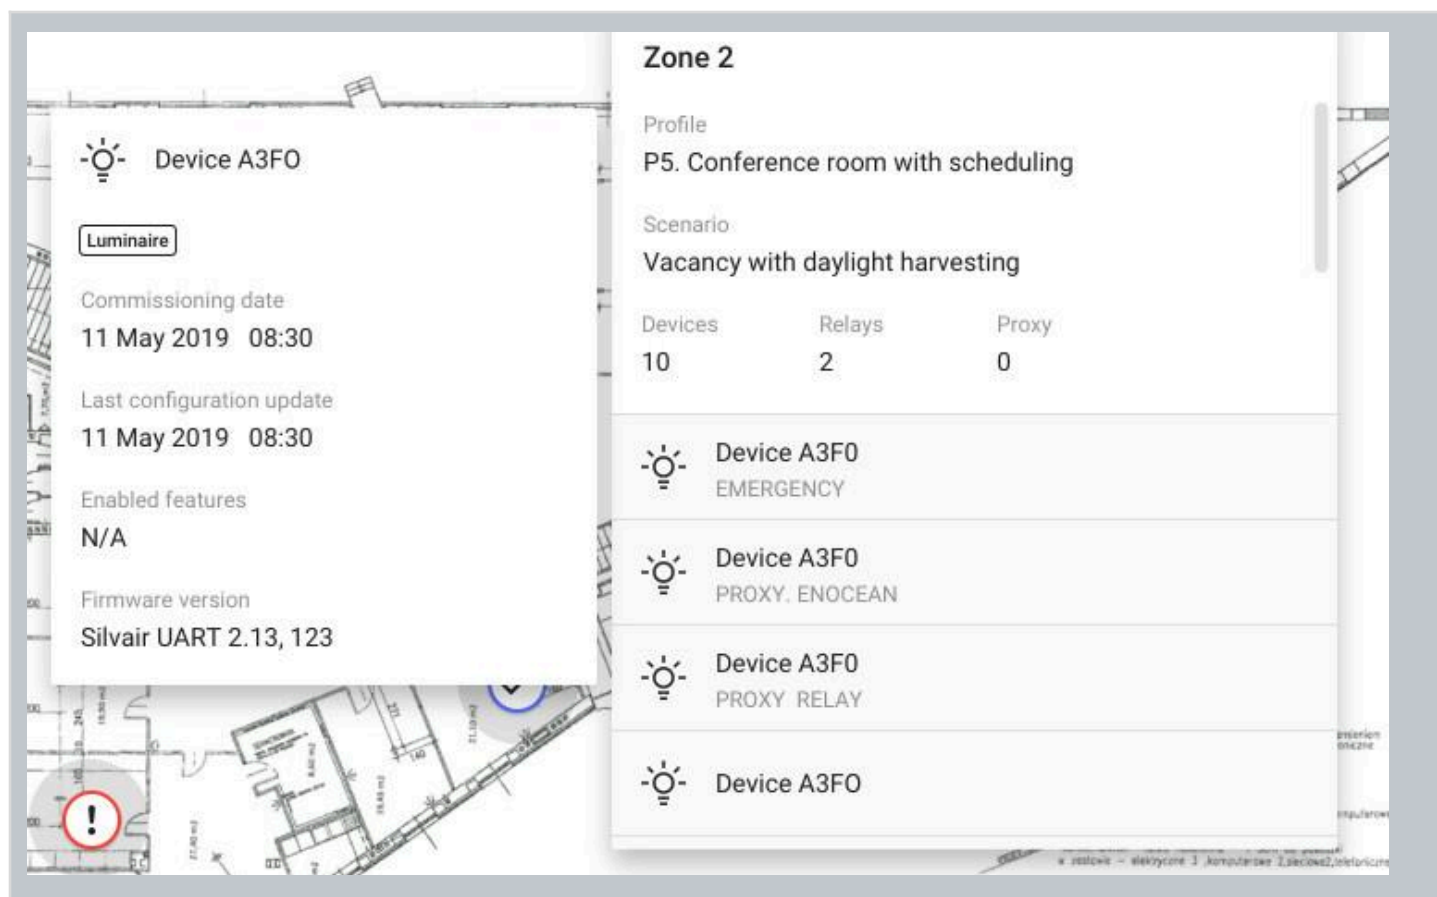 Device A3FO
Luminaire
Commissioning date
11 May 2019 08:30
Last configuration update
11 May 2019 08:30
Enabled features
N/A
Firmware version
Silvair UART 2.13, 123
Zone 2
Profile
P5. Conference room with scheduling
Scenario
Vacancy with daylight harvesting
Devices Relays Proxy
10 2 0
Device A3F0
EMERGENCY
Device A3F0
PROXY. ENOCEAN
Device A3F0
PROXY RELAY
Device A3FO
!
271
140